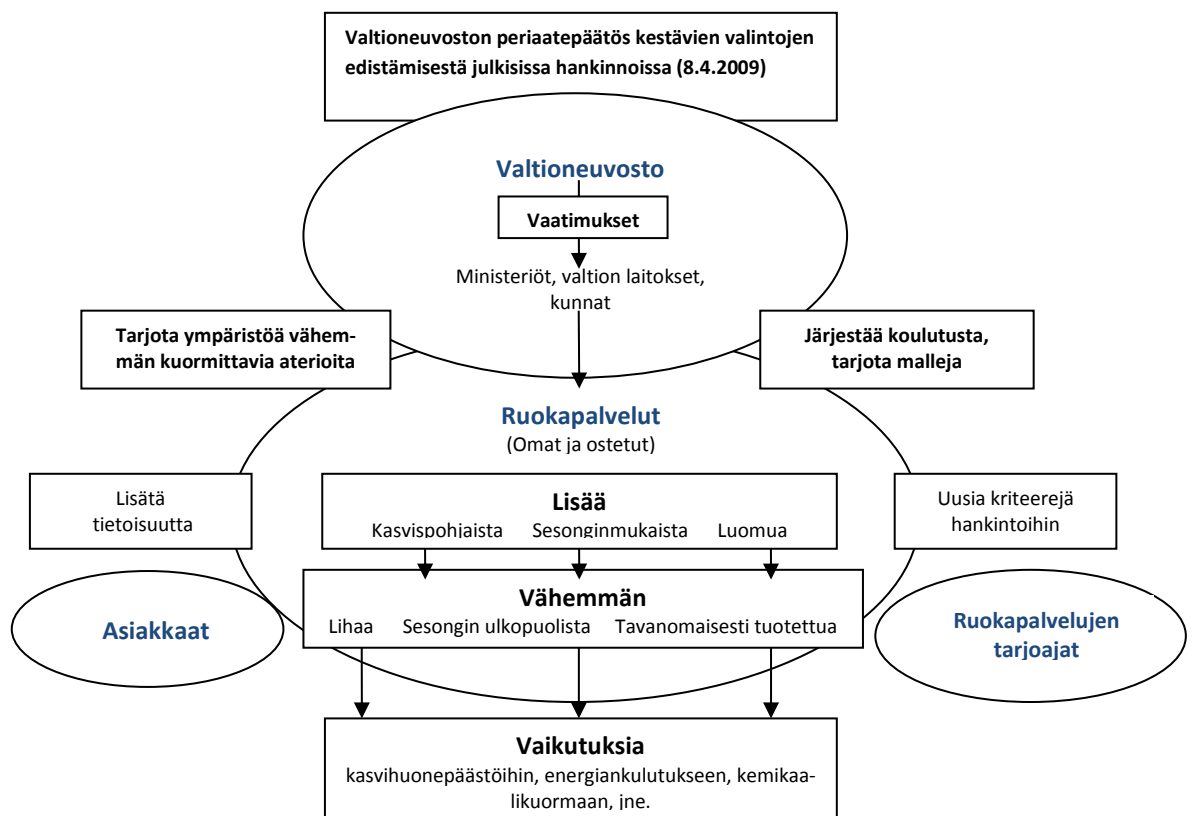 Valtioneuvoston periaatepäätös kestävien valintojen
edistämisestä julkisissa hankinnoissa (8.4.2009)
Valtioneuvosto
Vaatimukset
Ministeriöt, valtion laitokset,
kunnat
Tarjota ympäristöä vähem-
män kuormittavia aterioita
Järjestää koulutusta,
tarjota malleja
Ruokapalvelut
(Omat ja ostetut)
Lisätä
tietoisuutta
Lisää
Kasvispohjaista Sesonginmukaista Luomua
Uusia kriteerejä
hankintoihin
Asiakkaat
Vähemmän
Lihaa Sesongin ulkopuolista Tavanomaisesti tuotettua
Ruokapalvelujen
tarjoajat
Vaikutuksia
kasvihuonepäästöihin, energiankulutukseen, kemikaa-
likuormaan, jne.